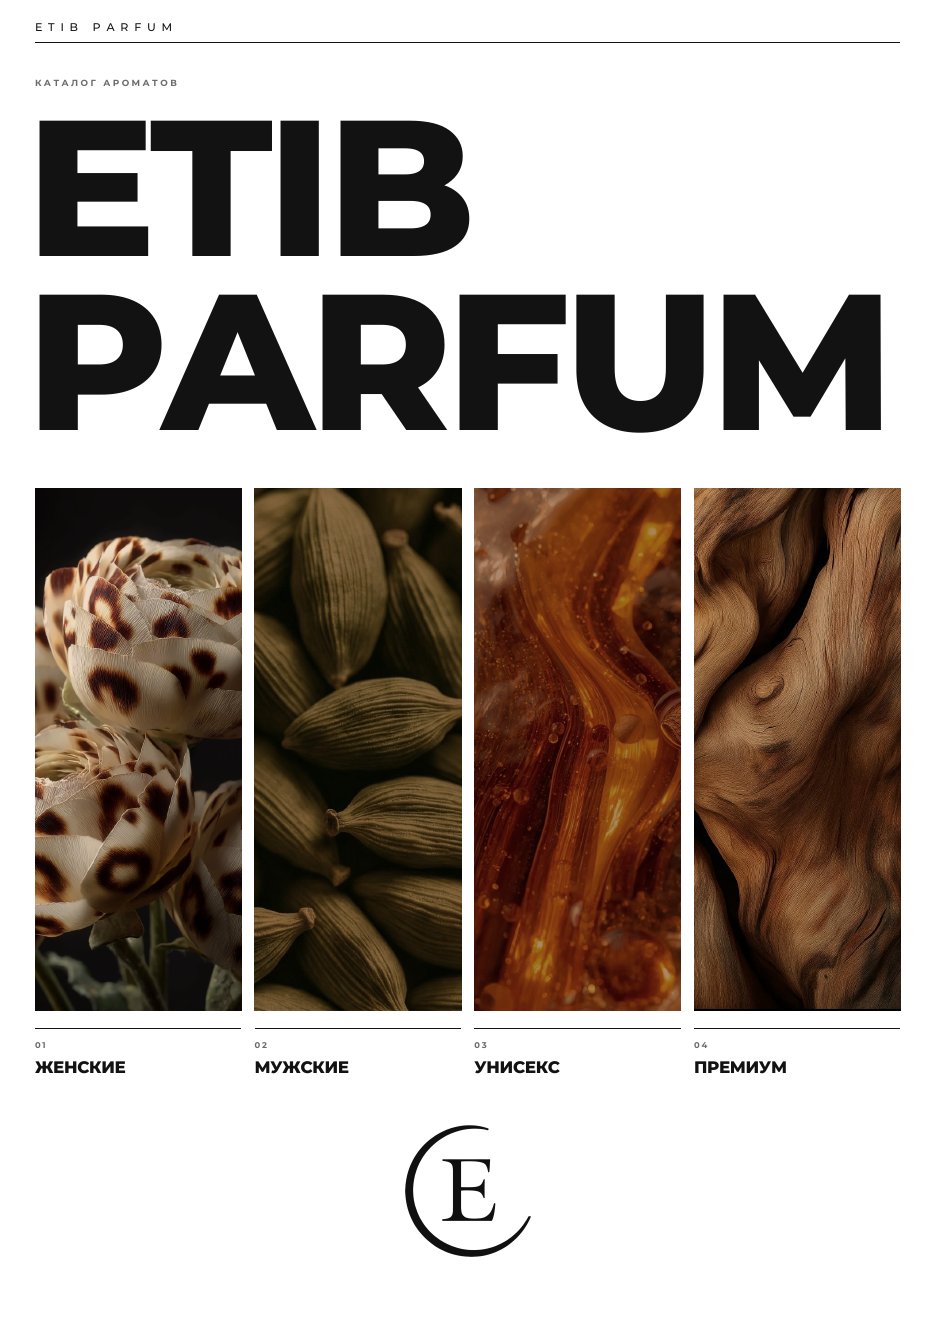 ETIB PARFUM
КАТАЛОГ АРОМАТОВ
ETIB
PARFUM
01
ЖЕНСКИЕ
02
МУЖСКИЕ
03
УНИСЕКС
04
ПРЕМИУМ
E